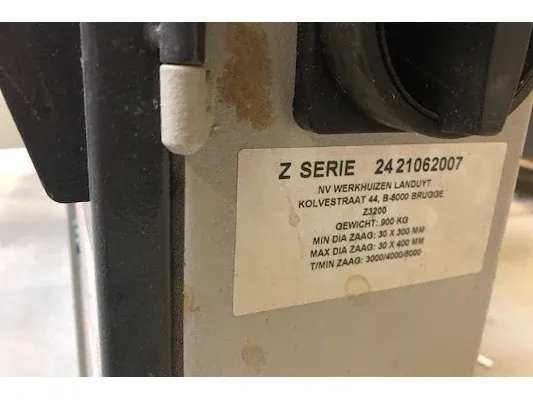 Z SERIE 2421062007
NV WERKHUIZEN LANDUYT
KOLVESTRAAT 44, B-8000 BRUGGE
Z3200
GEWICHT: 900 KG
MIN DIA ZAAG: 30 X 300 MM
MAX DIA ZAAG: 30 X 400 MM
T/MIN ZAAG: 3000/4000/5000